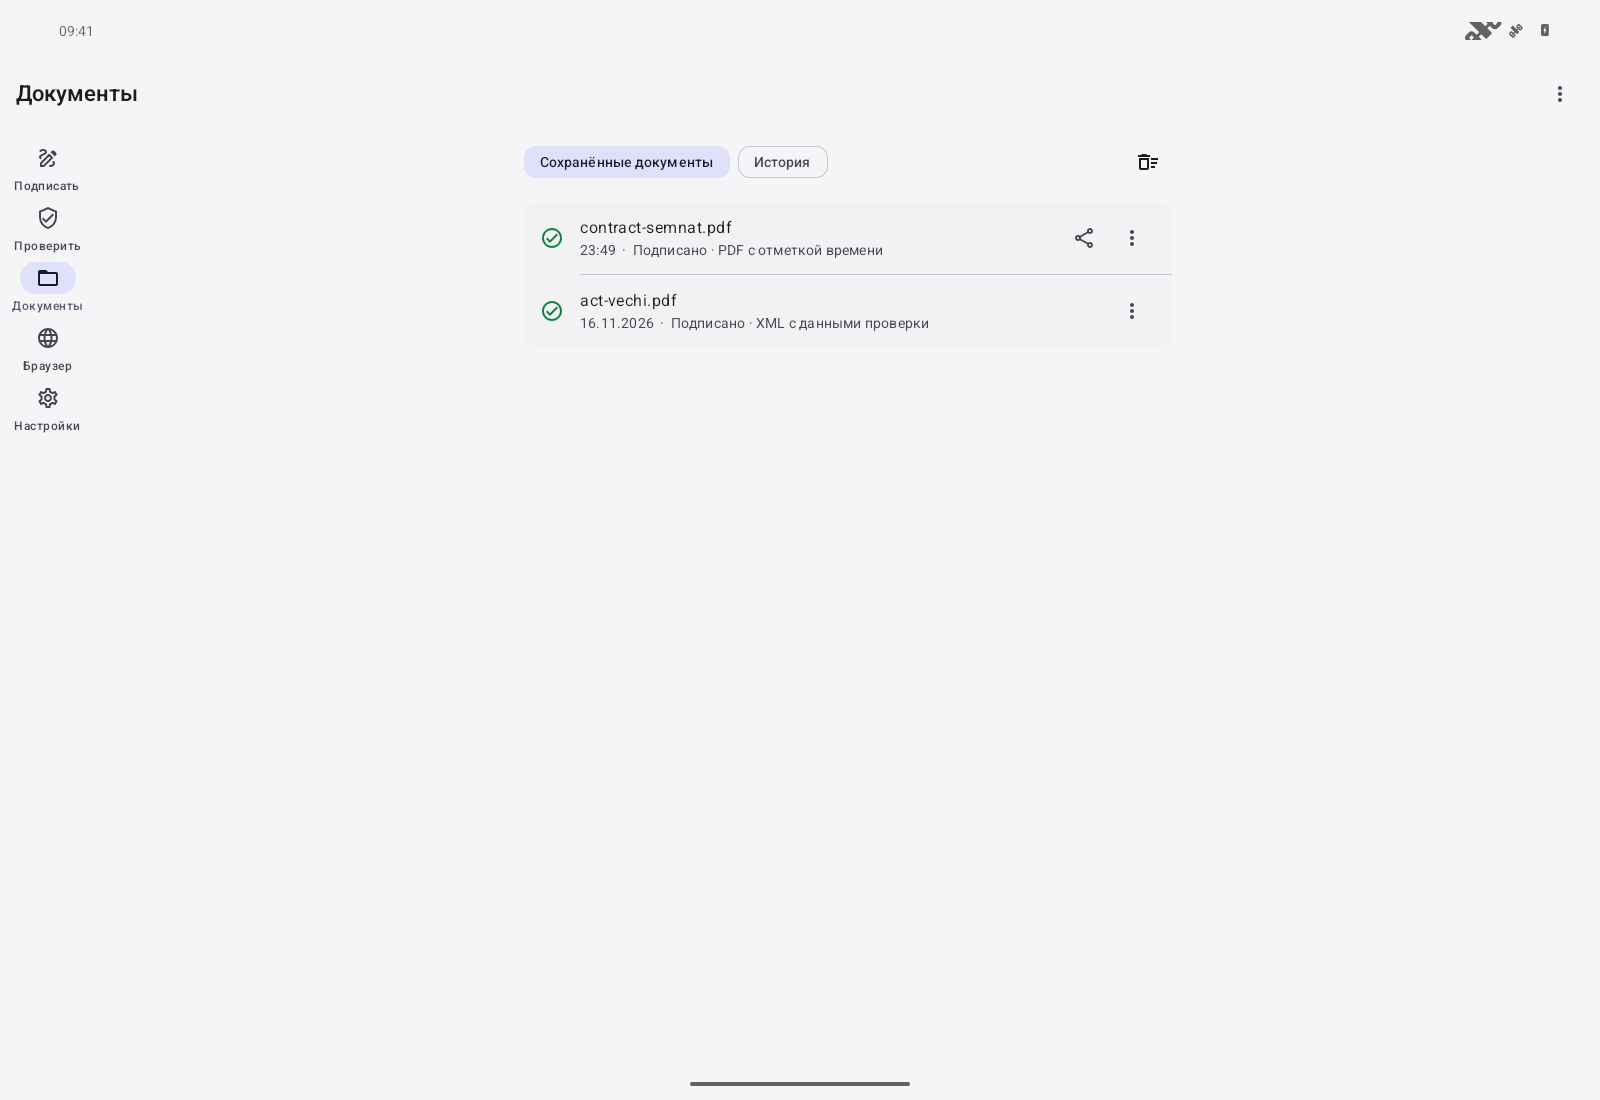 09:41
Документы
Подписать
Проверить
Документы
Браузер
Настройки
Сохранённые документы
История
contract-semnat.pdf
23:49 · Подписано · PDF с отметкой времени
act-vechi.pdf
16.11.2026 · Подписано · XML с данными проверки